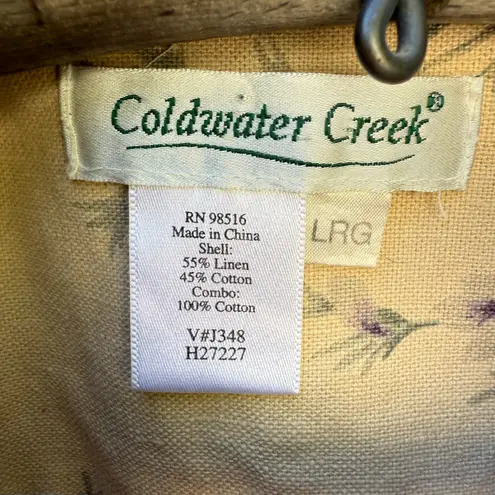 Coldwater Creek®
LRG
RN 98516
Made in China
Shell:
55% Linen
45% Cotton
Combo:
100% Cotton
V#J348
H27227